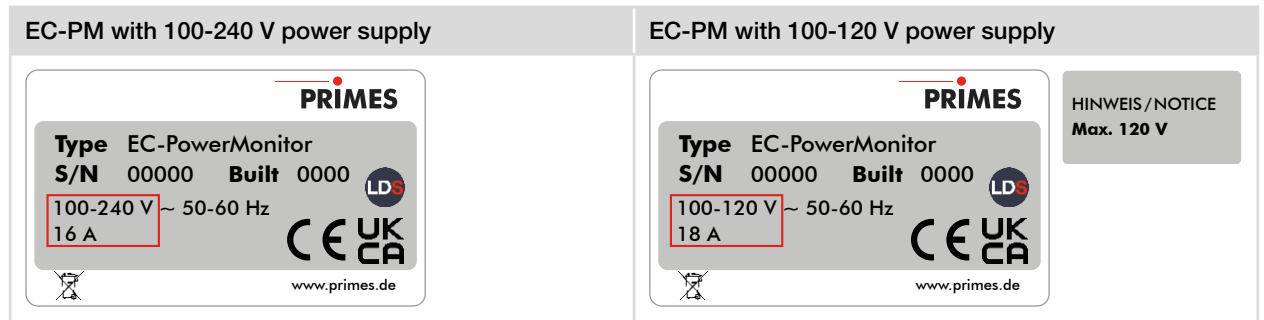 EC-PM with 100-240 V power supply
EC-PM with 100-120 V power supply
PRIMES
Type EC-PowerMonitor
S/N 00000 Built 0000
LDS
100-240 V ~ 50-60 Hz
16 A
CE UK CA
www.primes.de
PRIMES
Type EC-PowerMonitor
S/N 00000 Built 0000
LDS
100-120 V ~ 50-60 Hz
18 A
CE UK CA
www.primes.de
HINWEIS/NOTICE
Max. 120 V